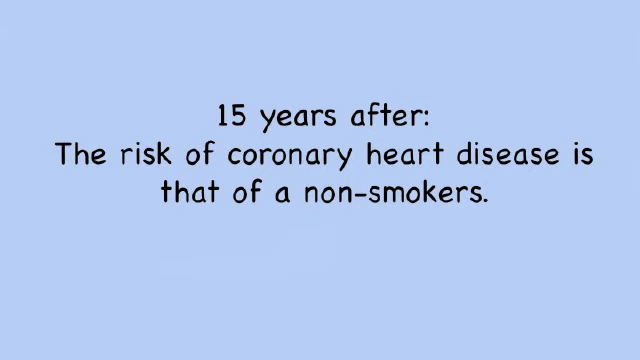 15 years after:
The risk of coronary heart disease is
that of a non-smokers.